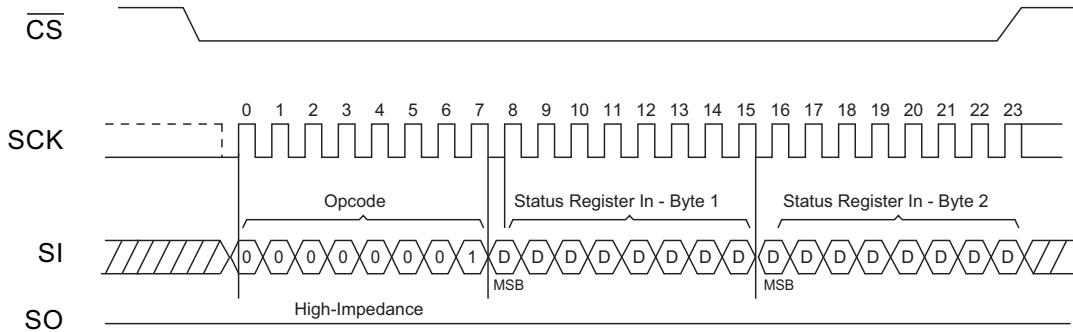 CS
0 1 2 3 4 5 6 7 8 9 10 11 12 13 14 15 16 17 18 19 20 21 22 23
SCK
Opcode Status Register In - Byte 1 Status Register In - Byte 2
SI 0 0 0 0 0 0 0 1 D D D D D D D D D D D D D D D D
MSB MSB
High-Impedance
SO